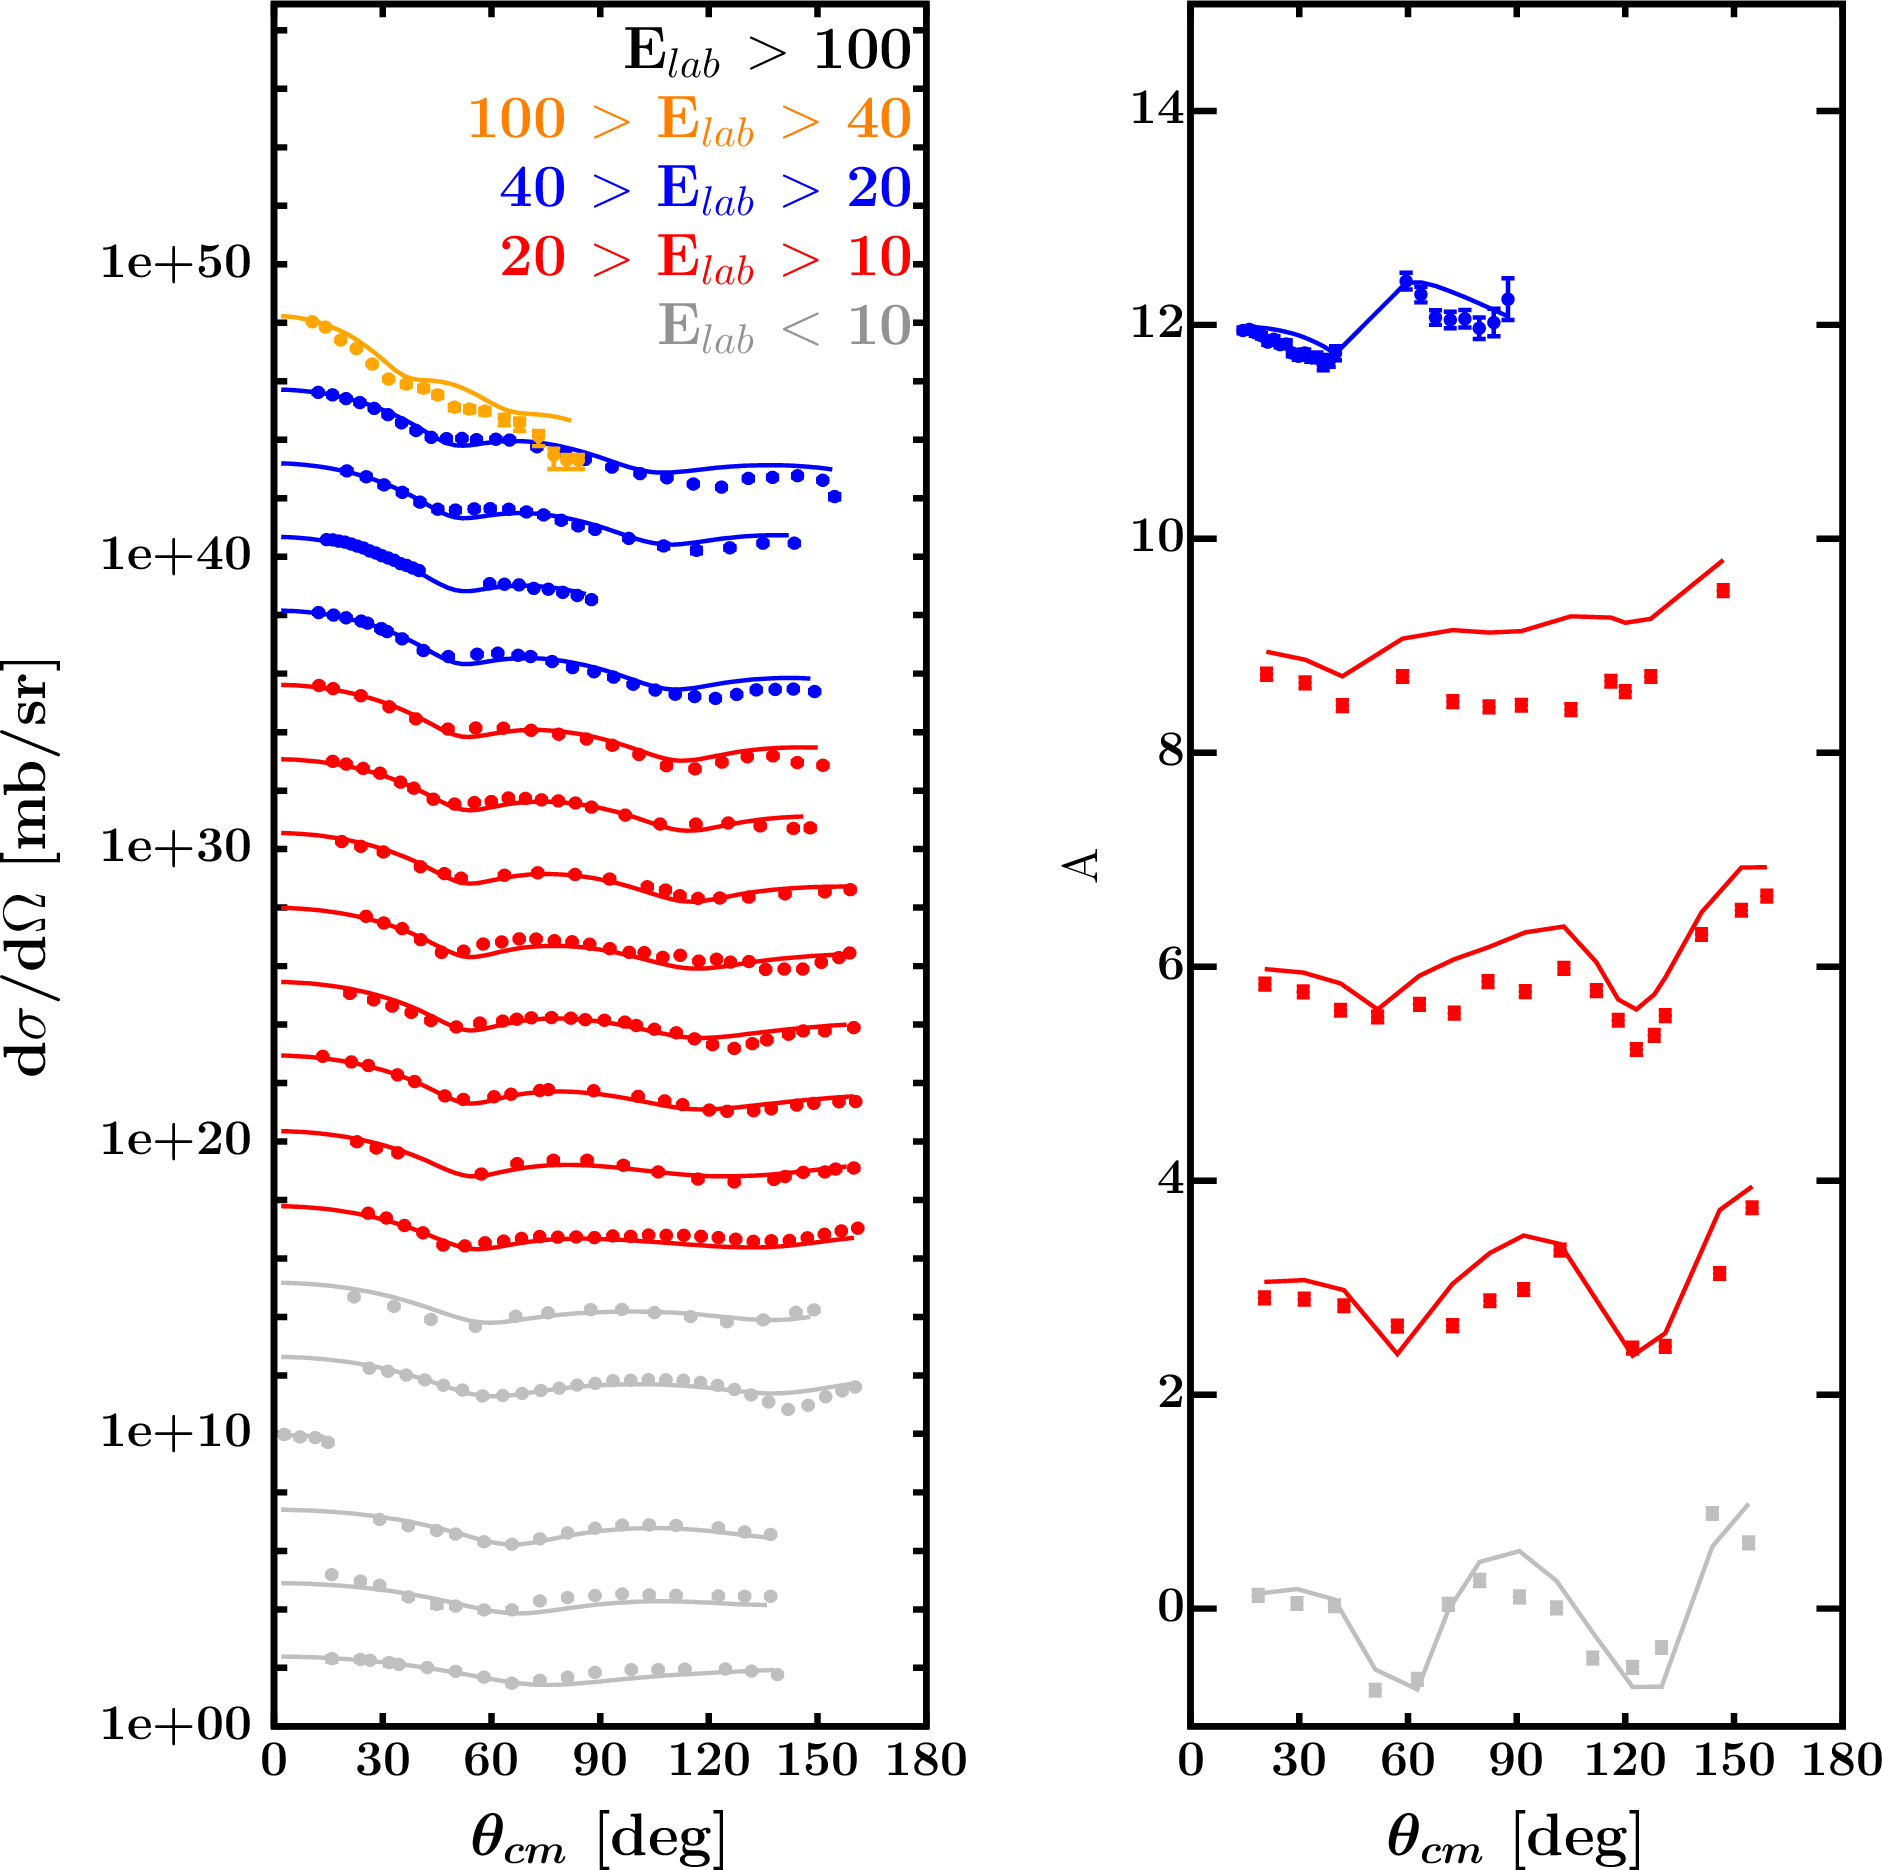 E_lab > 100
100 > E_lab > 40
40 > E_lab > 20
20 > E_lab > 10
E_lab < 10
1e+50
1e+40
1e+30
1e+20
1e+10
1e+00
dσ/dΩ [mb/sr]
0 30 60 90 120 150 180
θ_cm [deg]
14
12
10
8
6
4
2
0
A
0 30 60 90 120 150 180
θ_cm [deg]